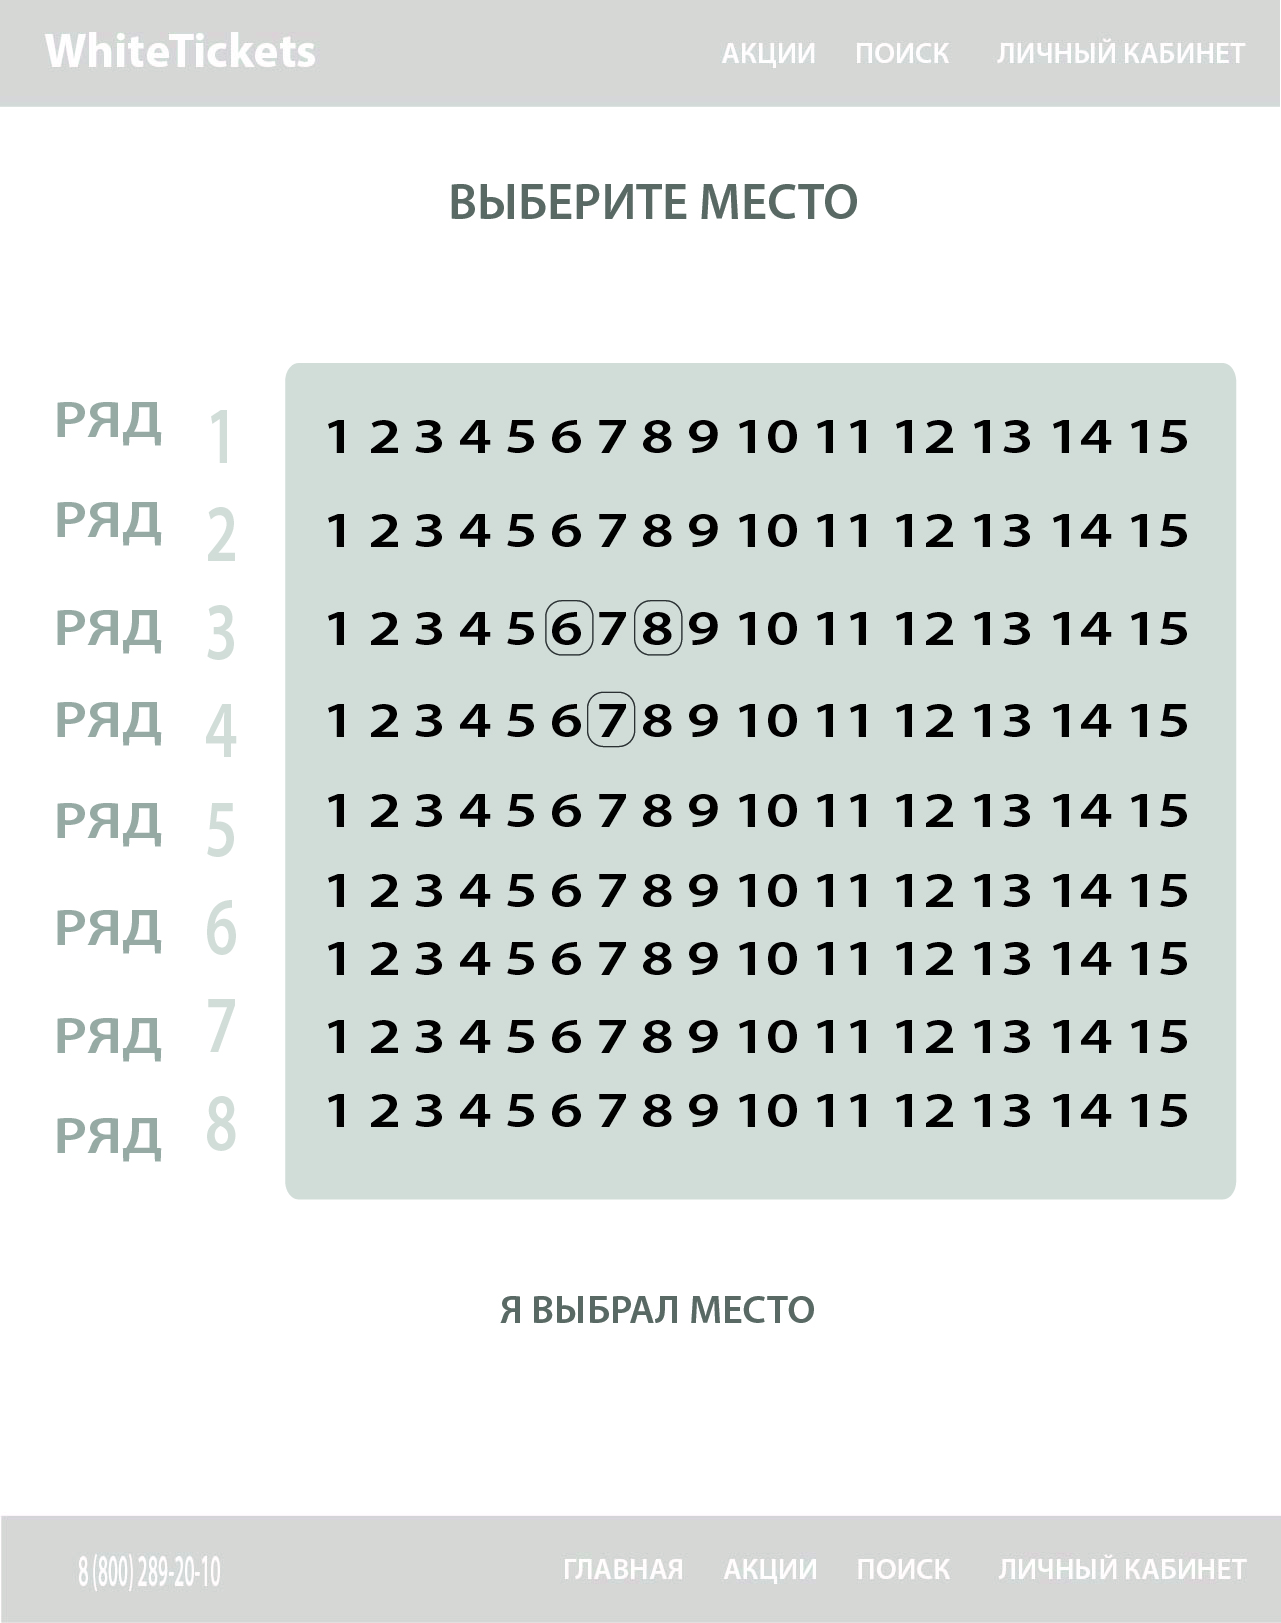 WhiteTickets АКЦИИ ПОИСК ЛИЧНЫЙ КАБИНЕТ
ВЫБЕРИТЕ МЕСТО
РЯД 1 1 2 3 4 5 6 7 8 9 10 11 12 13 14 15
РЯД 2 1 2 3 4 5 6 7 8 9 10 11 12 13 14 15
РЯД 3 1 2 3 4 5 6 7 8 9 10 11 12 13 14 15
РЯД 4 1 2 3 4 5 6 7 8 9 10 11 12 13 14 15
РЯД 5 1 2 3 4 5 6 7 8 9 10 11 12 13 14 15
1 2 3 4 5 6 7 8 9 10 11 12 13 14 15
РЯД 6 1 2 3 4 5 6 7 8 9 10 11 12 13 14 15
РЯД 7 1 2 3 4 5 6 7 8 9 10 11 12 13 14 15
РЯД 8 1 2 3 4 5 6 7 8 9 10 11 12 13 14 15
Я ВЫБРАЛ МЕСТО
8 (800) 289-20-10 ГЛАВНАЯ АКЦИИ ПОИСК ЛИЧНЫЙ КАБИНЕТ